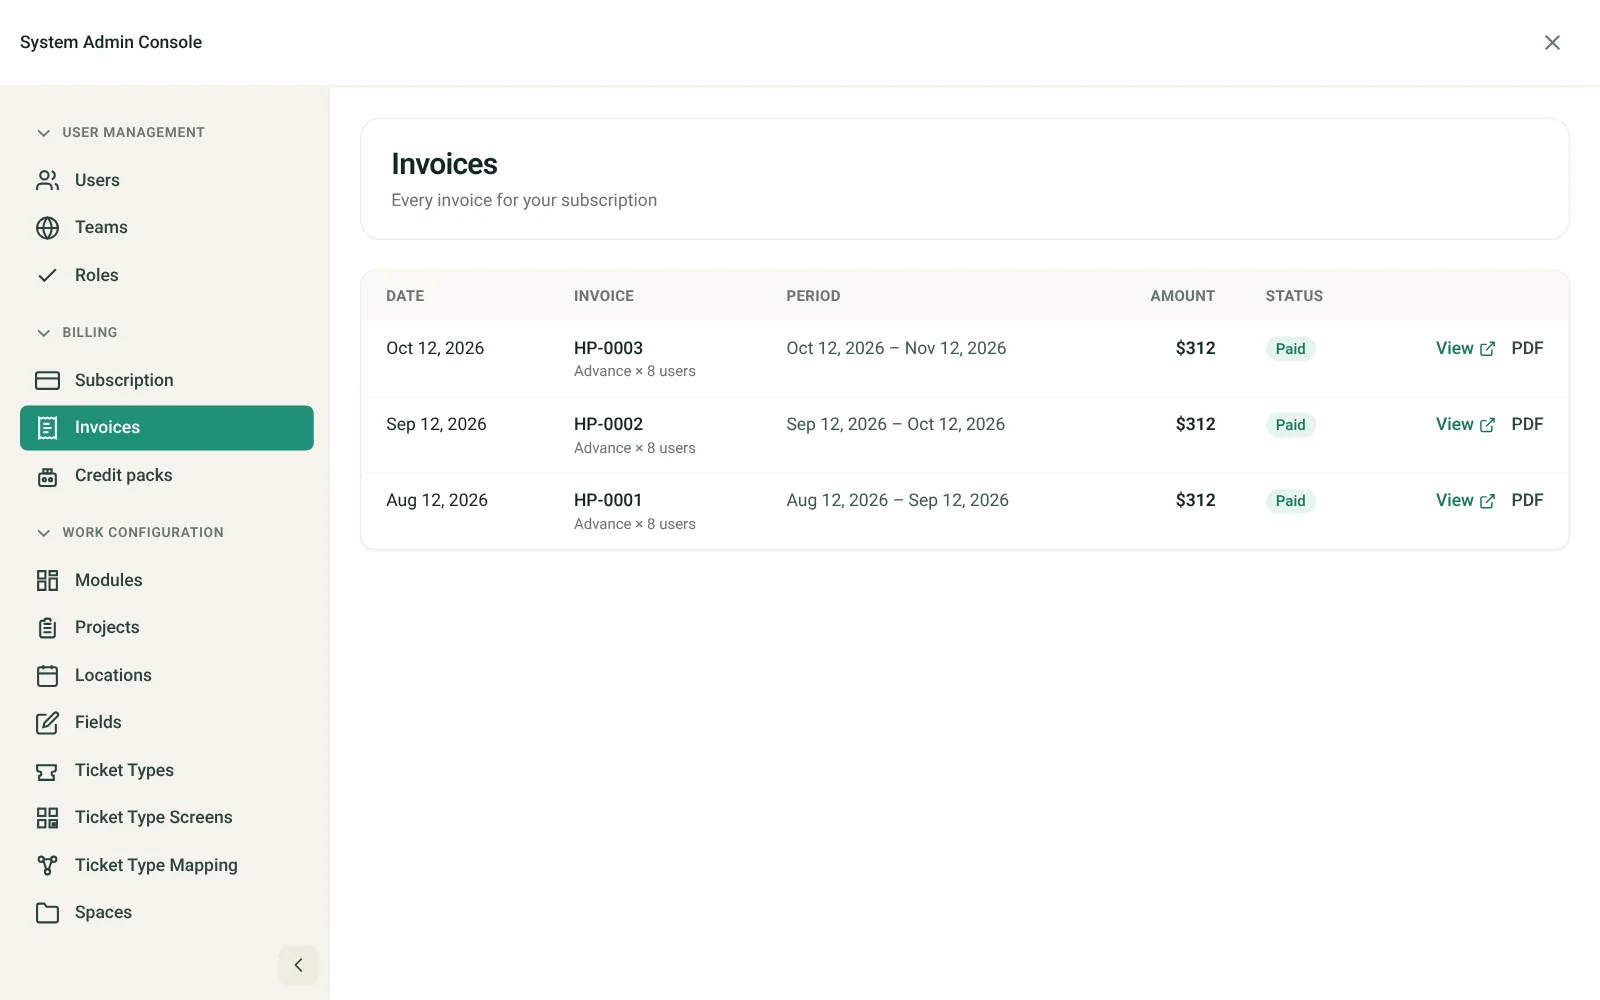 System Admin Console
USER MANAGEMENT
Users
Teams
Roles
BILLING
Subscription
Invoices
Credit packs
WORK CONFIGURATION
Modules
Projects
Locations
Fields
Ticket Types
Ticket Type Screens
Ticket Type Mapping
Spaces
Invoices
Every invoice for your subscription
DATE INVOICE PERIOD AMOUNT STATUS
Oct 12, 2026 HP-0003 Oct 12, 2026 – Nov 12, 2026 $312 Paid View PDF
Advance × 8 users
Sep 12, 2026 HP-0002 Sep 12, 2026 – Oct 12, 2026 $312 Paid View PDF
Advance × 8 users
Aug 12, 2026 HP-0001 Aug 12, 2026 – Sep 12, 2026 $312 Paid View PDF
Advance × 8 users